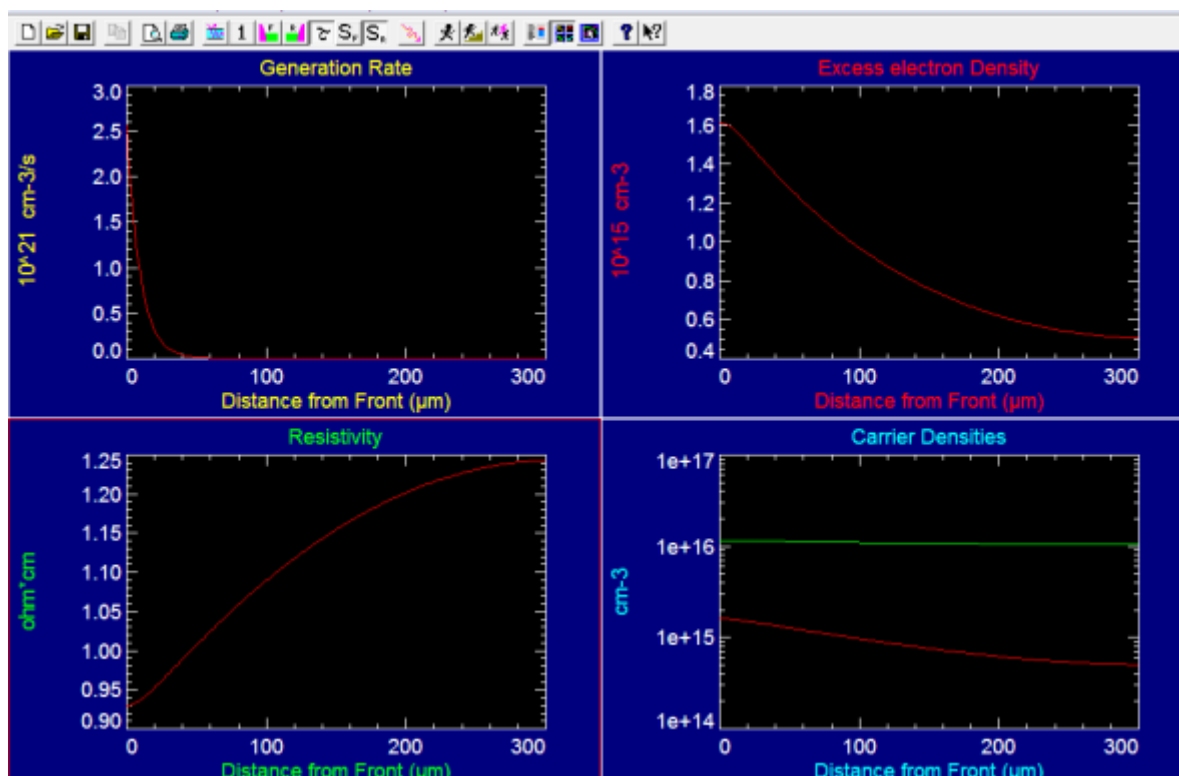 1 τ SF SR ? ?
Generation Rate
3.0
2.5
2.0
1.5
1.0
0.5
0.0
10^21 cm-3/s
0 100 200 300
Distance from Front (µm)
Excess electron Density
1.8
1.6
1.4
1.2
1.0
0.8
0.6
0.4
10^15 cm-3
0 100 200 300
Distance from Front (µm)
Resistivity
1.25
1.20
1.15
1.10
1.05
1.00
0.95
0.90
ohm*cm
0 100 200 300
Distance from Front (µm)
Carrier Densities
1e+17
1e+16
1e+15
1e+14
cm-3
0 100 200 300
Distance from Front (µm)